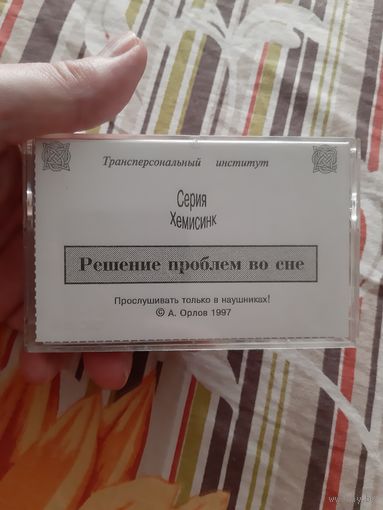 Трансперсональный институт
Серия
Хемисинк
Решение проблем во сне
Прослушивать только в наушниках!
© А. Орлов 1997